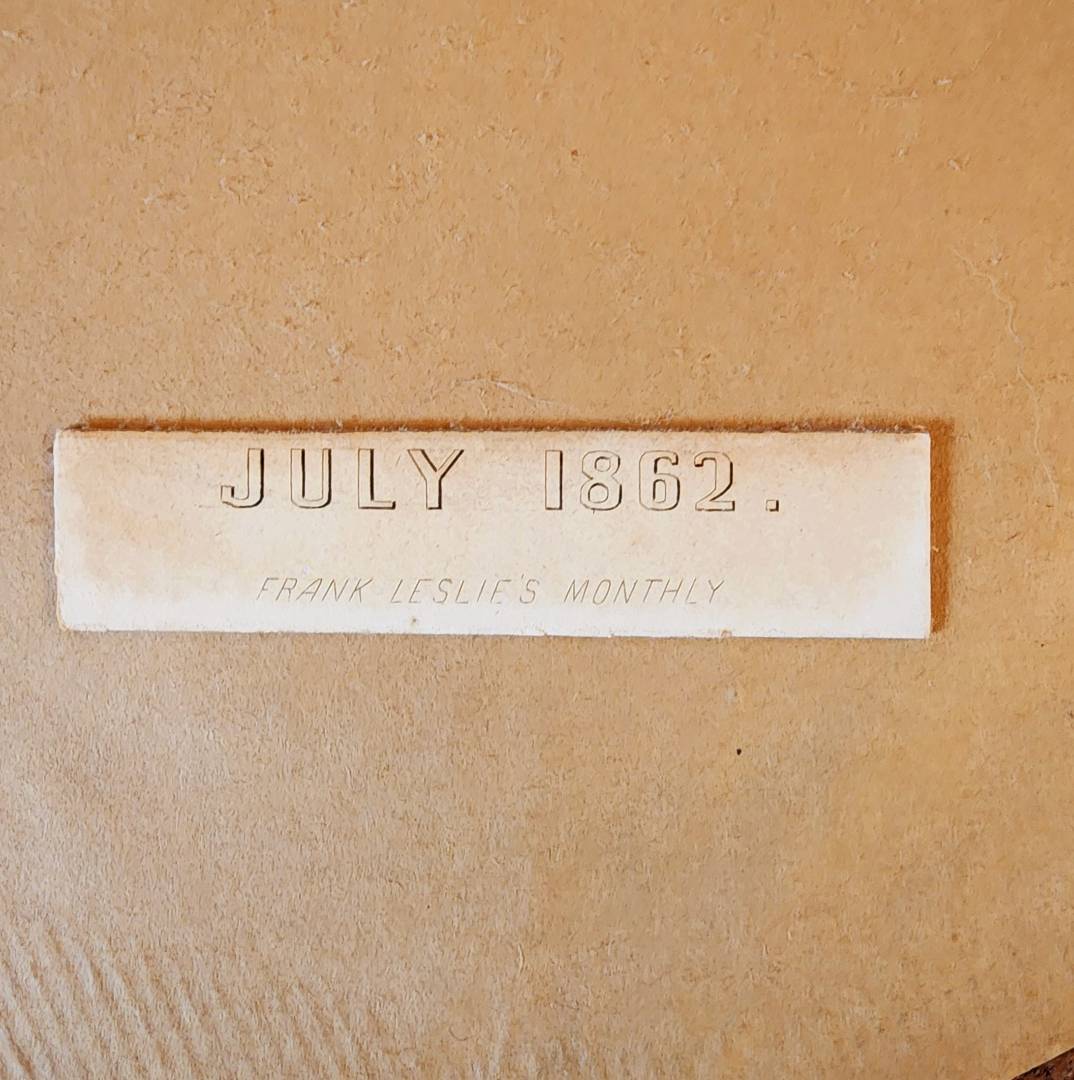 JULY 1862.
FRANK LESLIE'S MONTHLY